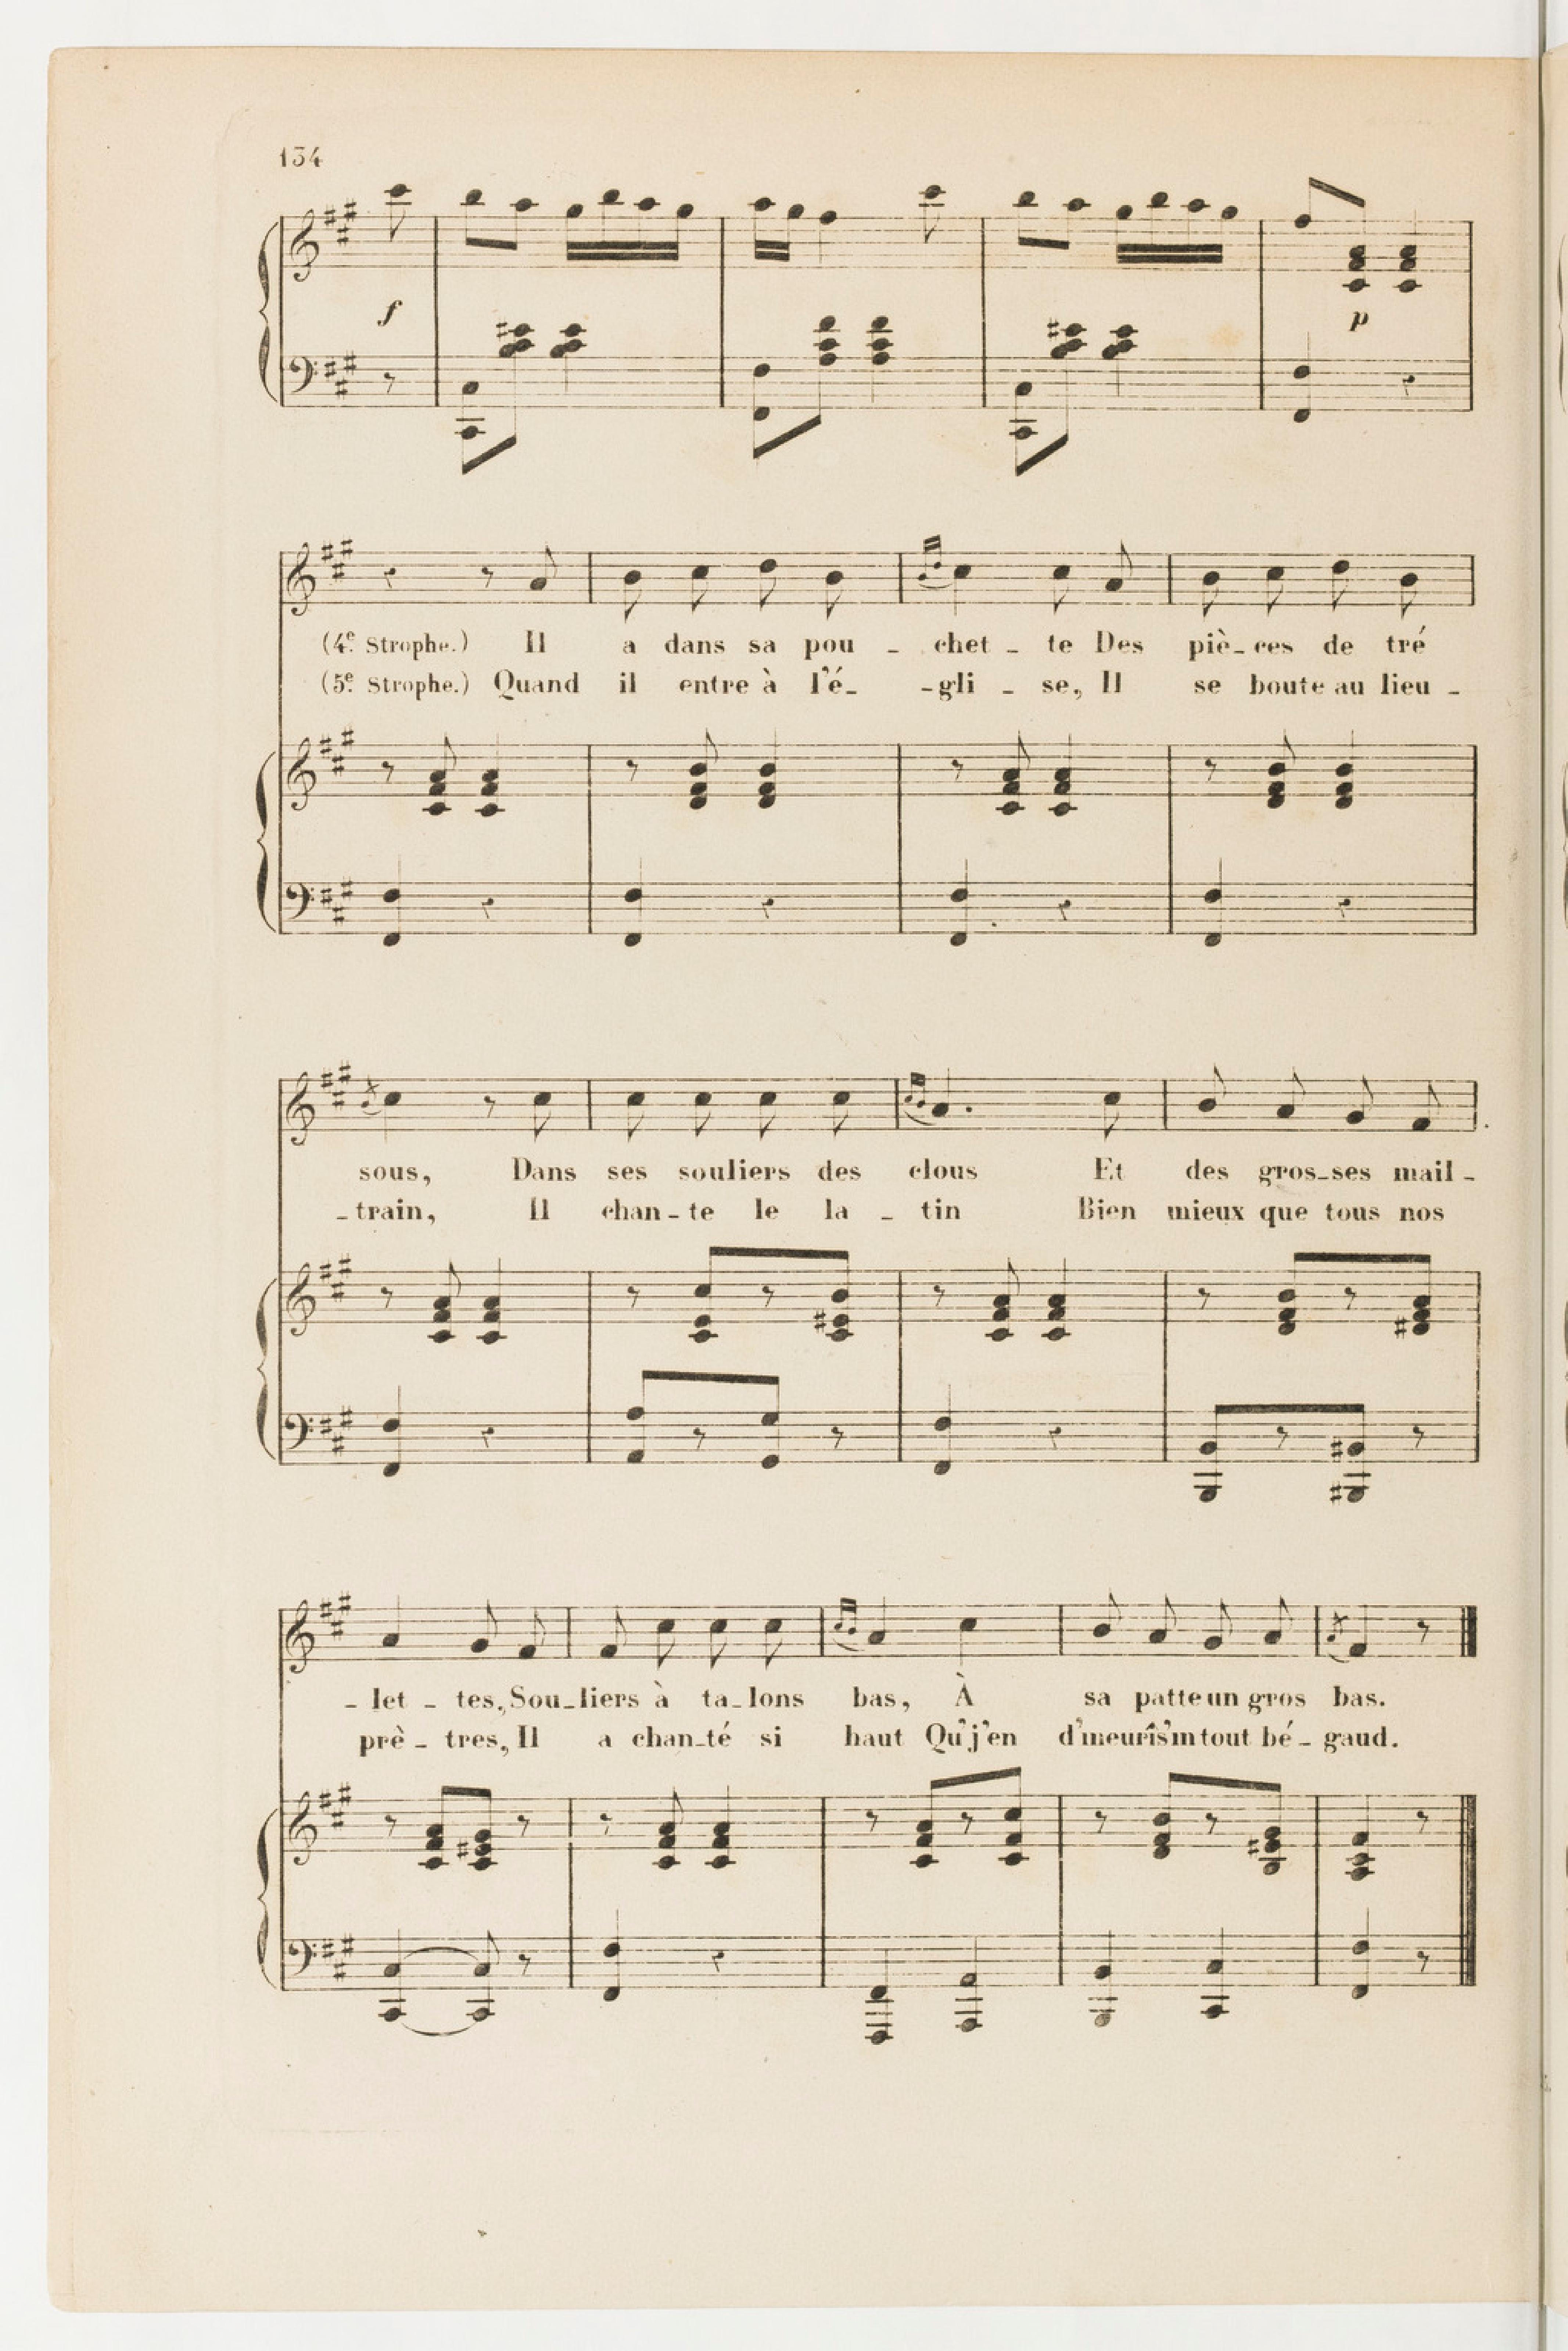 134
f
p
(4e. Strophe.) Il a dans sa pou - chet - te Des piè - ces de tré
(5e. Strophe.) Quand il entre à l'é - - gli - se, Il se boute au lieu -
sous, Dans ses souliers des clous Et des gros - ses mail -
- train, Il chan - te le la - tin Bien mieux que tous nos
- let - tes, Sou - liers à ta - lons bas, À sa patte un gros bas.
prè - tres, Il a chan - té si haut Qu'j'en tout bé - gaud.